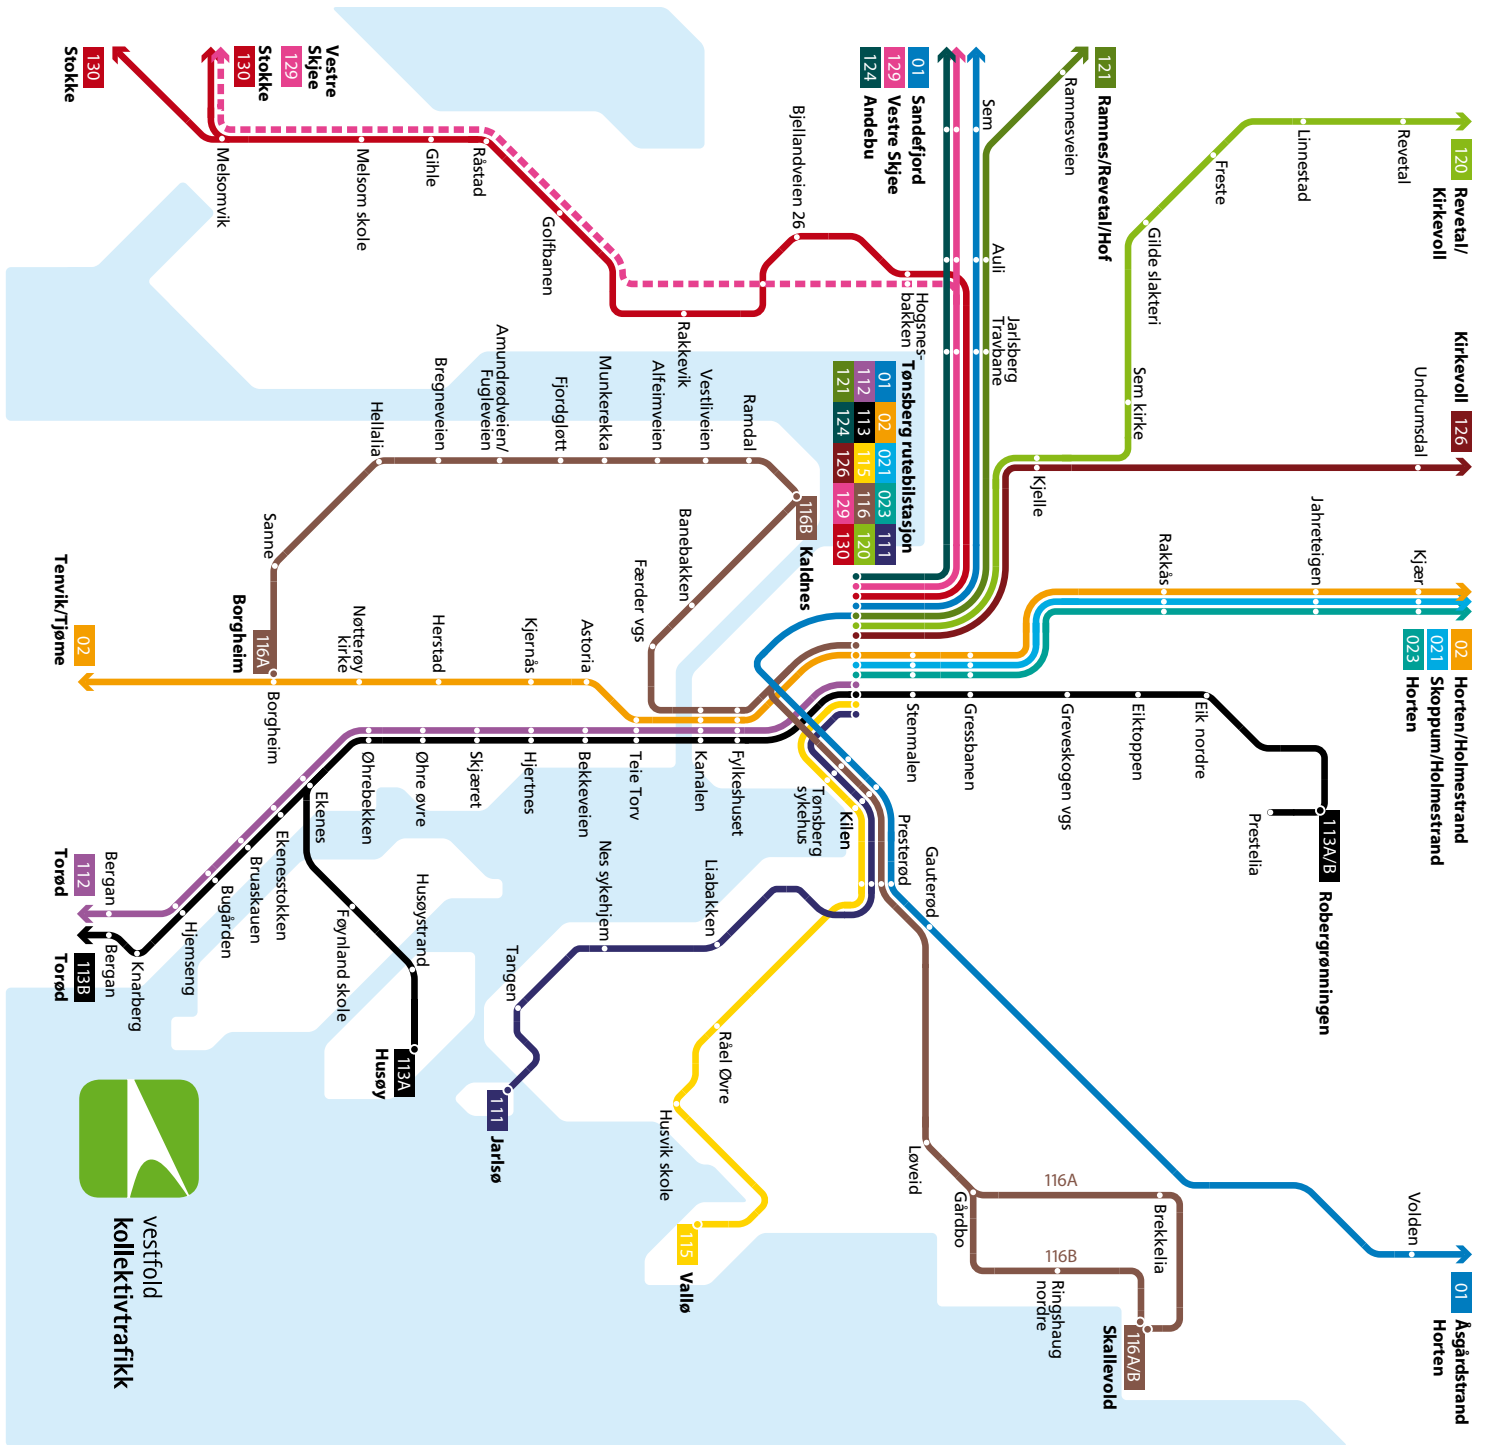 120
Revetal/
Kirkevoll
Kirkevoll
126
02
Horten/Holmestrand
021
Skoppum/Holmestrand
023
Horten
01
Åsgårdstrand
Horten
Revetal
Linnestad
Freste
Gilde slakteri
Sem kirke
Undrumsdal
Kjelle
Kjær
Jahreteigen
Rakkås
Volden
113A/B
Robergrønningen
Prestelia
Eik nordre
Eiktoppen
Greveskogen vgs
Gressbanen
Stenmalen
121
Ramnes/Revetal/Hof
Ramnesveien
Sem
Auli
Jarlsberg
Travbane
01
Sandefjord
129
Vestre Skjee
124
Andebu
Hogsnes-
bakken
Bjellandveien 26
Rakkevik
Golfbanen
Råstad
Gihle
Melsom skole
Melsomvik
Vestre
Skjee
129
130
Stokke
130
Stokke
Tønsberg rutebilstasjon
01
02
021
023
111
112
113
115
116
120
121
124
126
129
130
116B
Kaldnes
Ramdal
Vestliveien
Alfeimveien
Munkerekka
Fjordgløtt
Amundrødveien/
Fugleveien
Bregneveien
Hellalia
Sanne
116A
Borgheim
Banebakken
Færder vgs
Astoria
Kjernås
Herstad
Nøtterøy
kirke
Borgheim
02
Tenvik/Tjøme
Fylkeshuset
Kanalen
Teie Torv
Bekkeveien
Hjertnes
Skjæret
Øhre øvre
Øhrebekken
Ekenes
Ekenesstokken
Bruaskauen
Bugården
Hjemseng
Knarberg
Bergan
Bergan
112
Torød
113B
Torød
Føynland skole
Husøystrand
113A
Husøy
Kilen
Tønsberg
sykehus
Presterød
Gauterød
Løveid
Gårdbo
116A
Brekkelia
116B
Ringshaug
nordre
116A/B
Skallevold
Liabakken
Nes sykehjem
Tangen
111
Jarlsø
Råel Øvre
Husvik skole
115
Vallø
vestfold
kollektivtrafikk